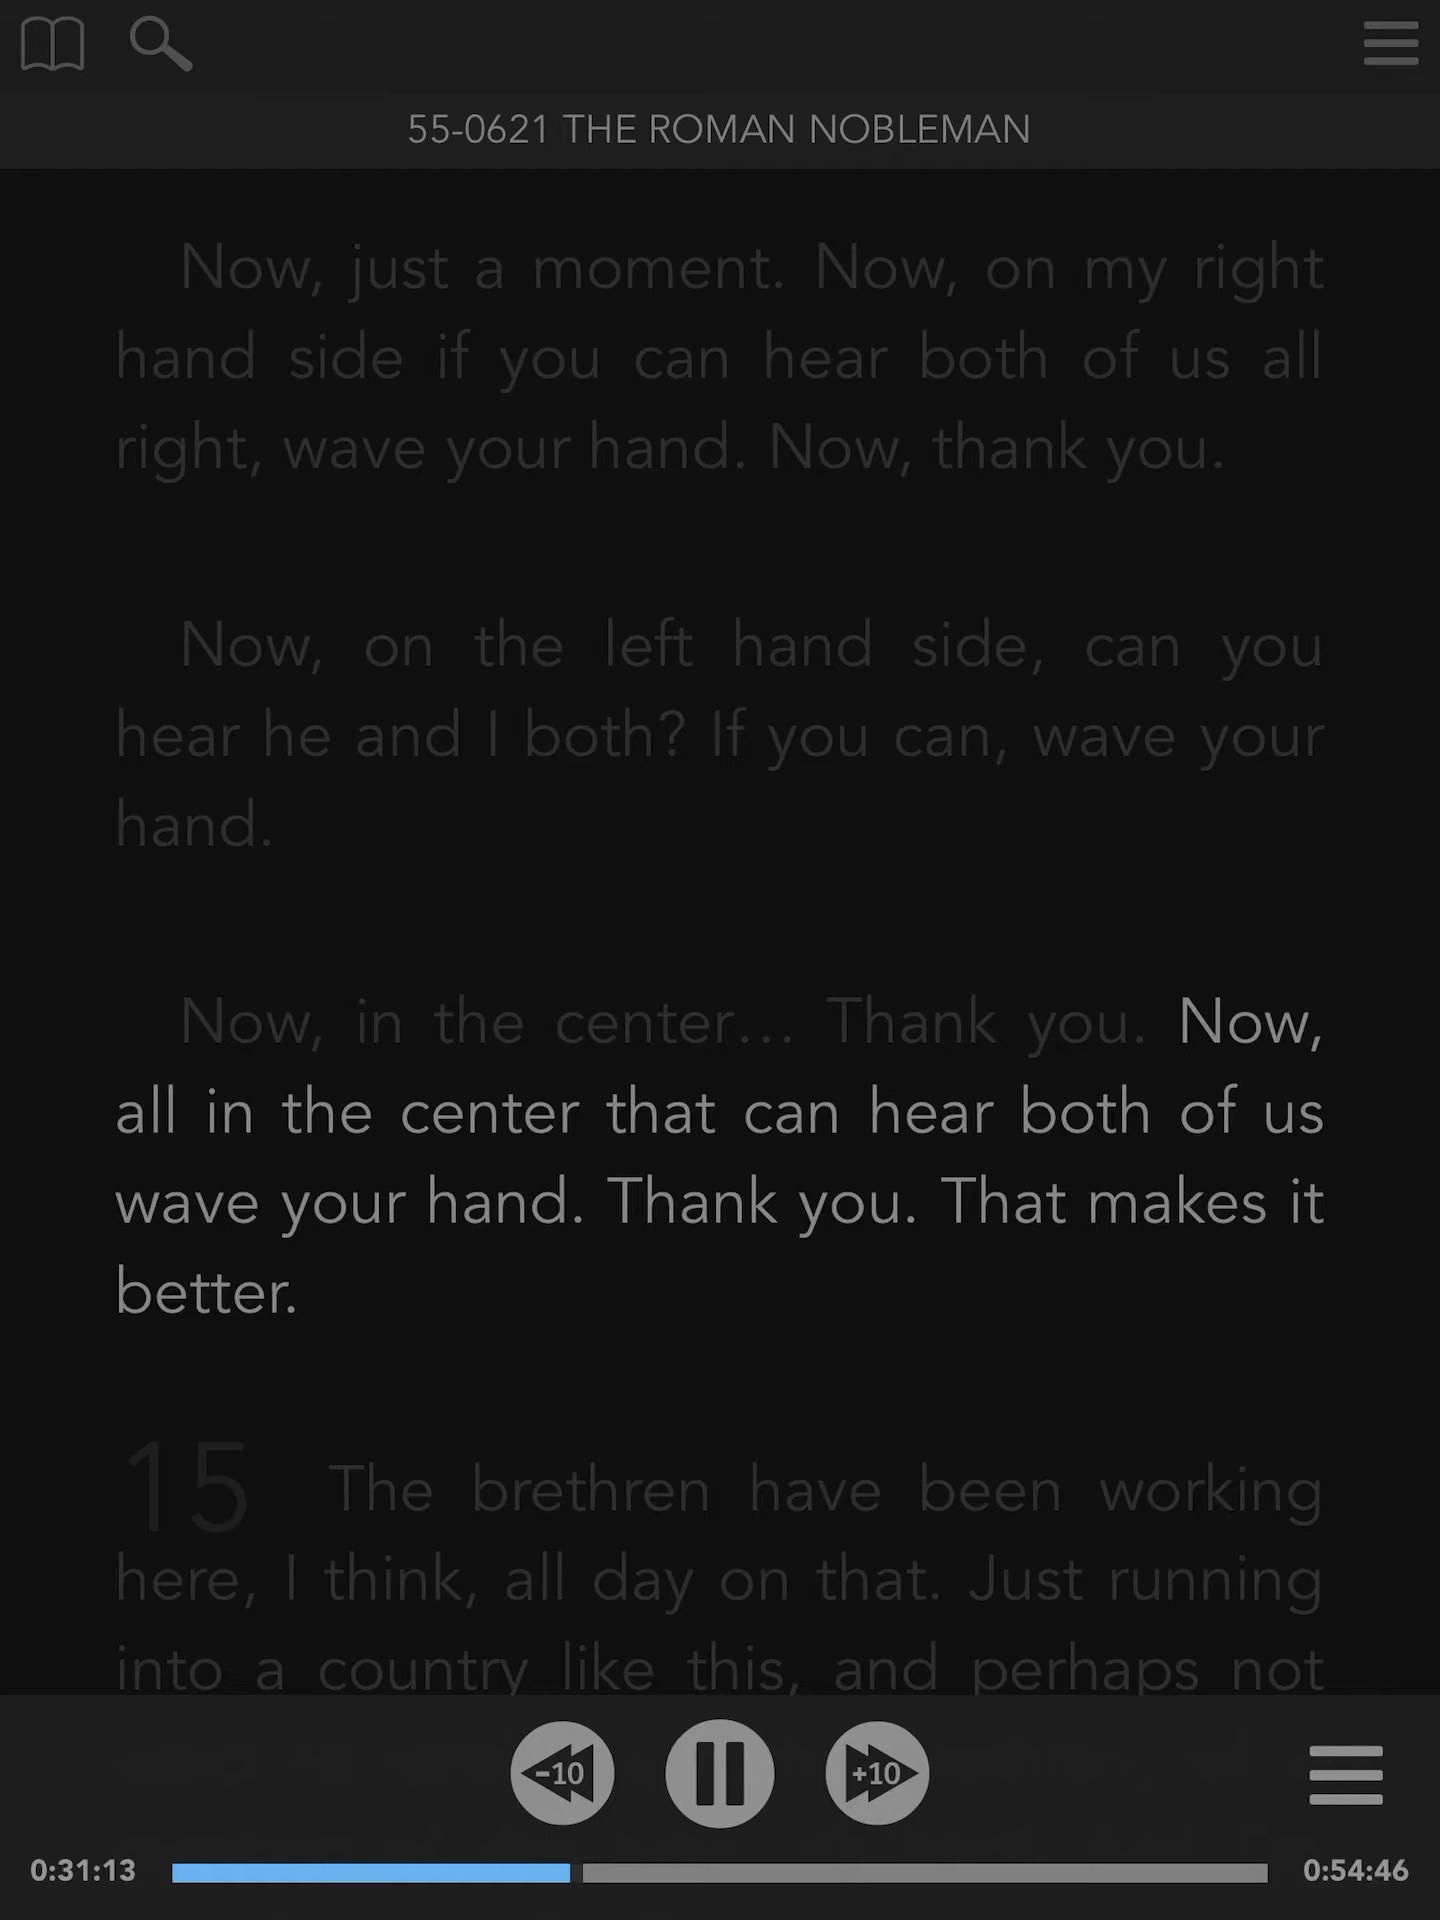 55-0621 THE ROMAN NOBLEMAN
Now, just a moment. Now, on my right
hand side if you can hear both of us all
right, wave your hand. Now, thank you.
Now, on the left hand side, can you
hear he and I both? If you can, wave your
hand.
Now, in the center… Thank you. Now,
all in the center that can hear both of us
wave your hand. Thank you. That makes it
better.
15 The brethren have been working
here, I think, all day on that. Just running
into a country like this, and perhaps not
-10 +10
0:31:13 0:54:46